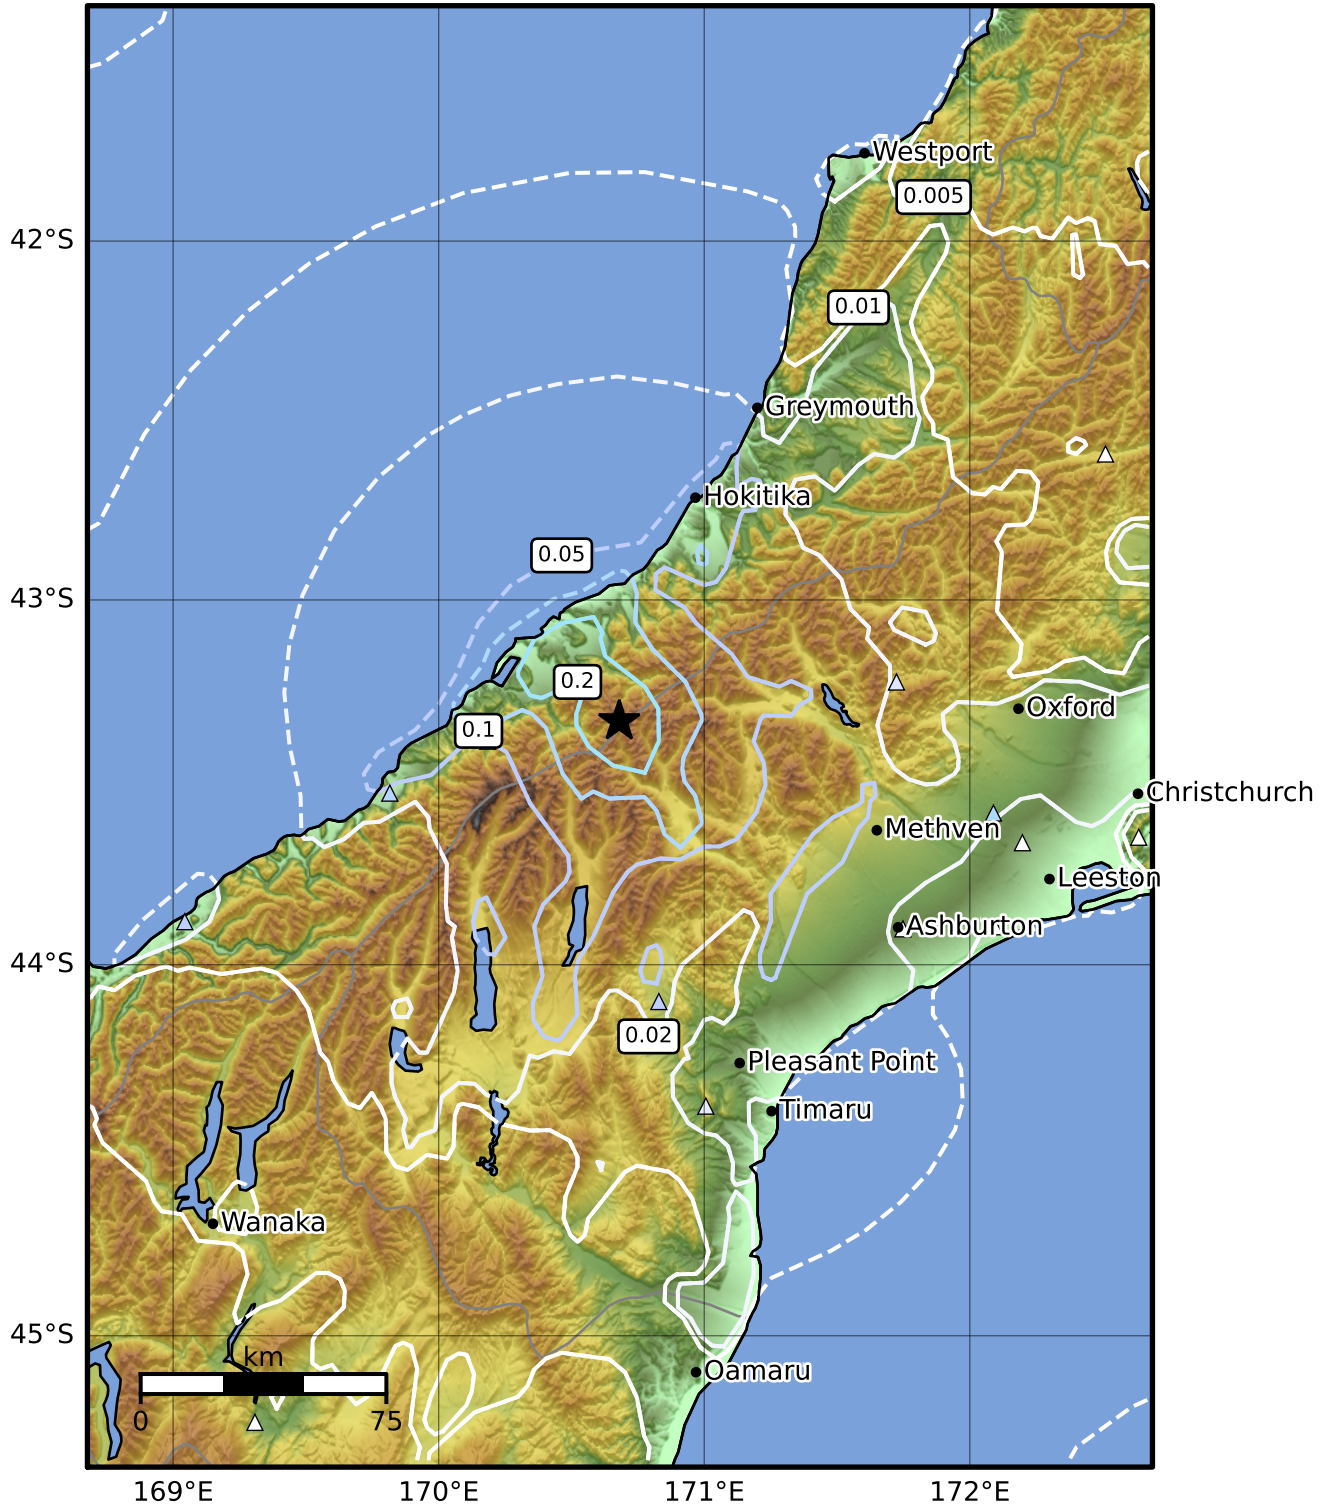 Westport
0.005
42°S
0.01
Greymouth
Hokitika
0.05
43°S
0.2
Oxford
0.1
Christchurch
Methven
Leeston
Ashburton
44°S
0.02
Pleasant Point
Timaru
Wanaka
45°S
km
Oamaru
0 75
169°E 170°E 171°E 172°E